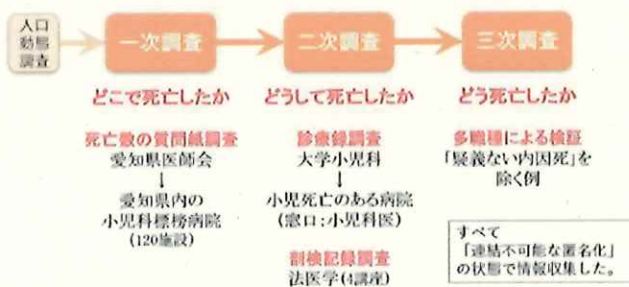 人口
動態
調査
一次調査
二次調査
三次調査
どこで死亡したか
死亡数の質問紙調査
愛知県医師会
↓
愛知県内の
小児科標榜病院
(120施設)
どうして死亡したか
診療録調査
大学小児科
↓
小児死亡のある病院
(窓口:小児科医)
剖検記録調査
法医学(4講座)
どう死亡したか
多職種による検証
「疑義ない内因死」を
除く例
すべて
「連結不可能な匿名化」
の状態で情報収集した。